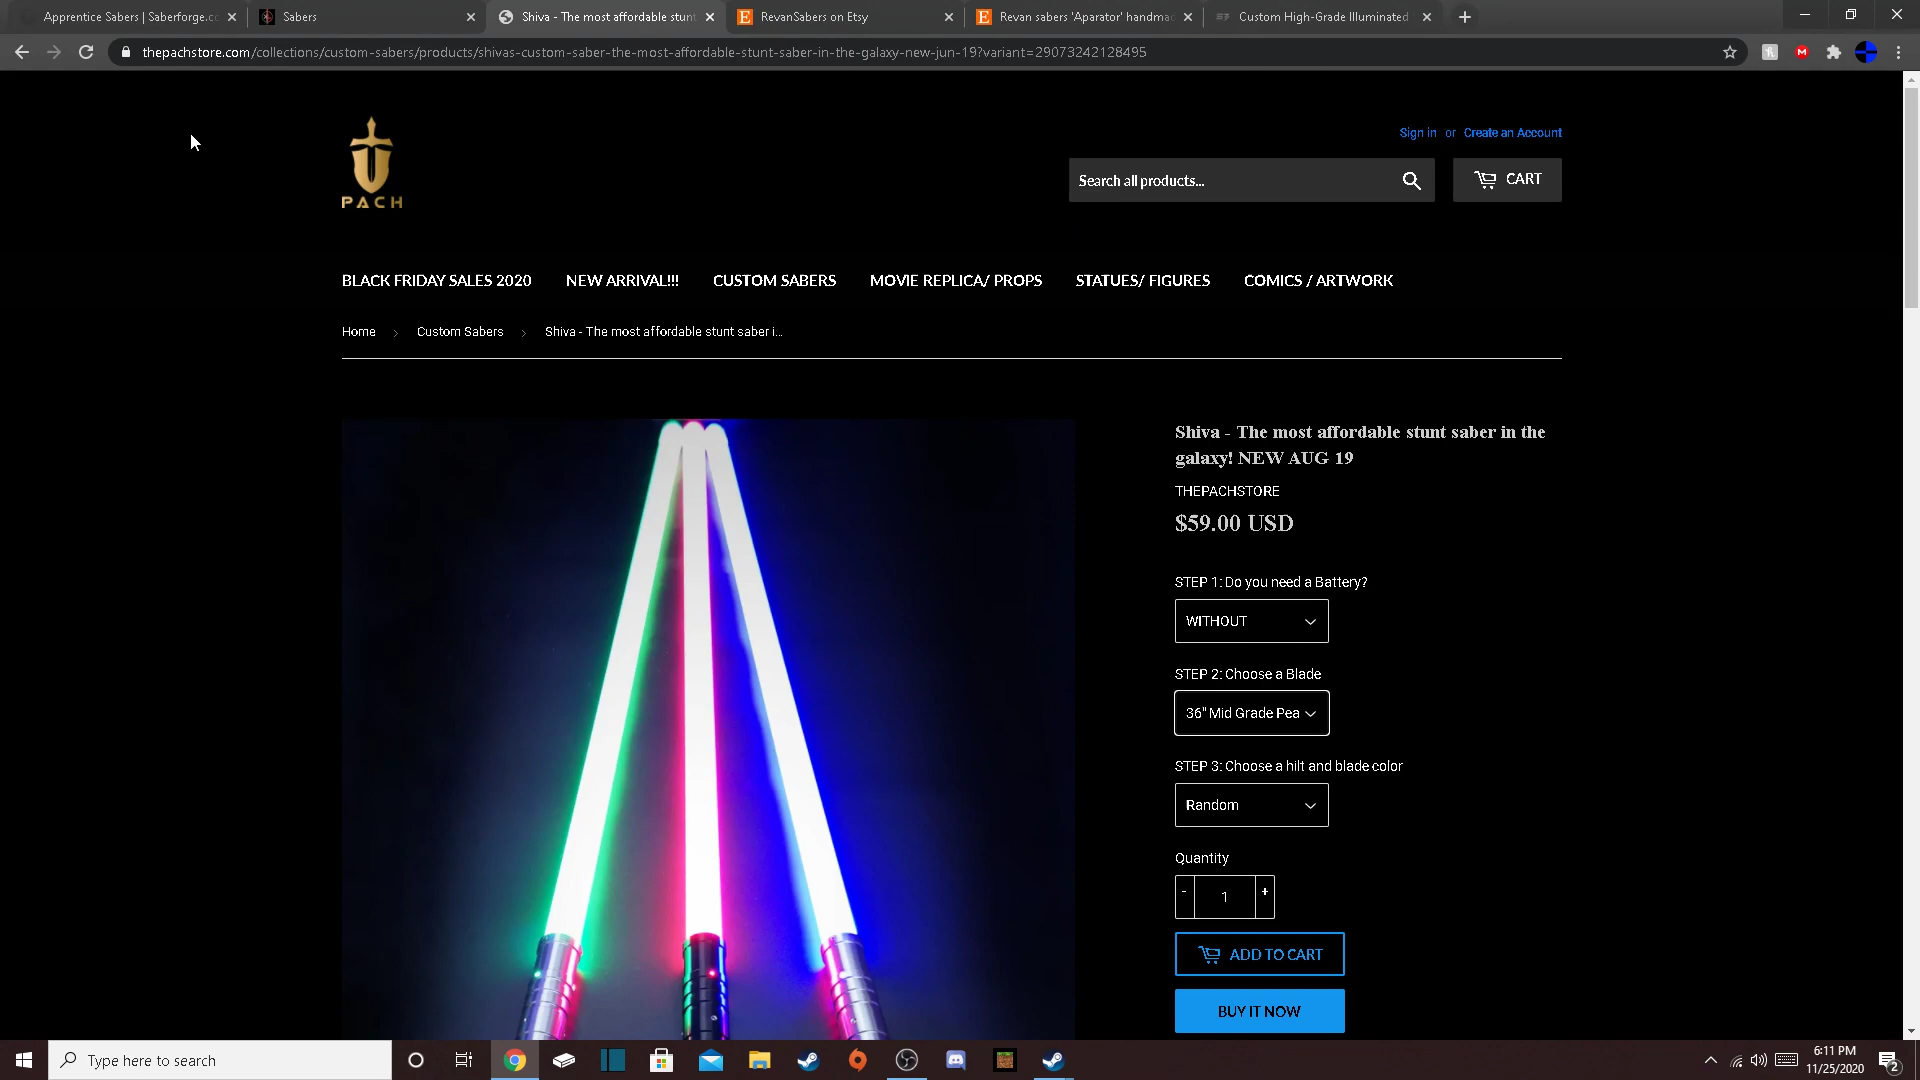 Apprentice Sabers | Saberforge.c
Sabers
Shiva - The most affordable stunt
RevanSabers on Etsy
Revan sabers 'Aparator' handmad
Custom High-Grade Illuminated
thepachstore.com/collections/custom-sabers/products/shivas-custom-saber-the-most-affordable-stunt-saber-in-the-galaxy-new-jun-19?variant=29073242128495
PACH
Sign in or Create an Account
Search all products...
CART
BLACK FRIDAY SALES 2020
NEW ARRIVAL!!!
CUSTOM SABERS
MOVIE REPLICA/ PROPS
STATUES/ FIGURES
COMICS / ARTWORK
Home > Custom Sabers > Shiva - The most affordable stunt saber i...
Shiva - The most affordable stunt saber in the
galaxy! NEW AUG 19
THEPACHSTORE
$59.00 USD
STEP 1: Do you need a Battery?
WITHOUT
STEP 2: Choose a Blade
36" Mid Grade Pea
STEP 3: Choose a hilt and blade color
Random
Quantity
- 1 +
ADD TO CART
BUY IT NOW
Type here to search
6:11 PM
11/25/2020
2